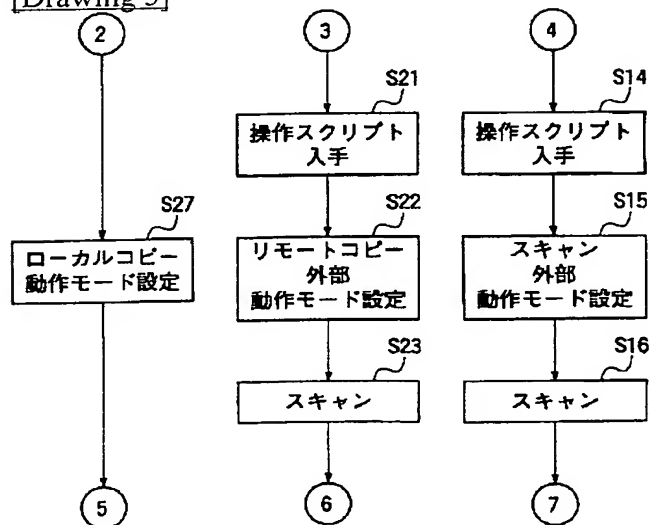 [Drawing 5]
2
3
4
S21
S14
操作スクリプト
入手
操作スクリプト
入手
S27
S22
S15
ローカルコピー
動作モード設定
リモートコピー
外部
動作モード設定
スキャン
外部
動作モード設定
S23
S16
スキャン
スキャン
5
6
7